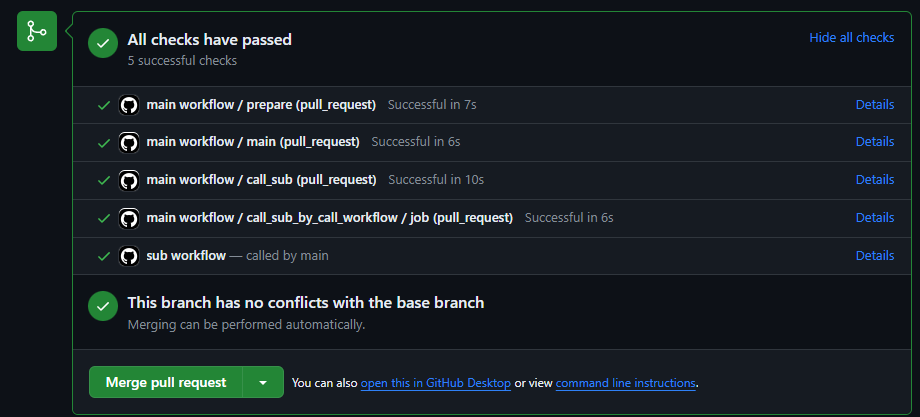 All checks have passed
Hide all checks
5 successful checks
main workflow / prepare (pull_request) Successful in 7s Details
main workflow / main (pull_request) Successful in 6s Details
main workflow / call_sub (pull_request) Successful in 10s Details
main workflow / call_sub_by_call_workflow / job (pull_request) Successful in 6s Details
sub workflow — called by main Details
This branch has no conflicts with the base branch
Merging can be performed automatically.
Merge pull request You can also open this in GitHub Desktop or view command line instructions.